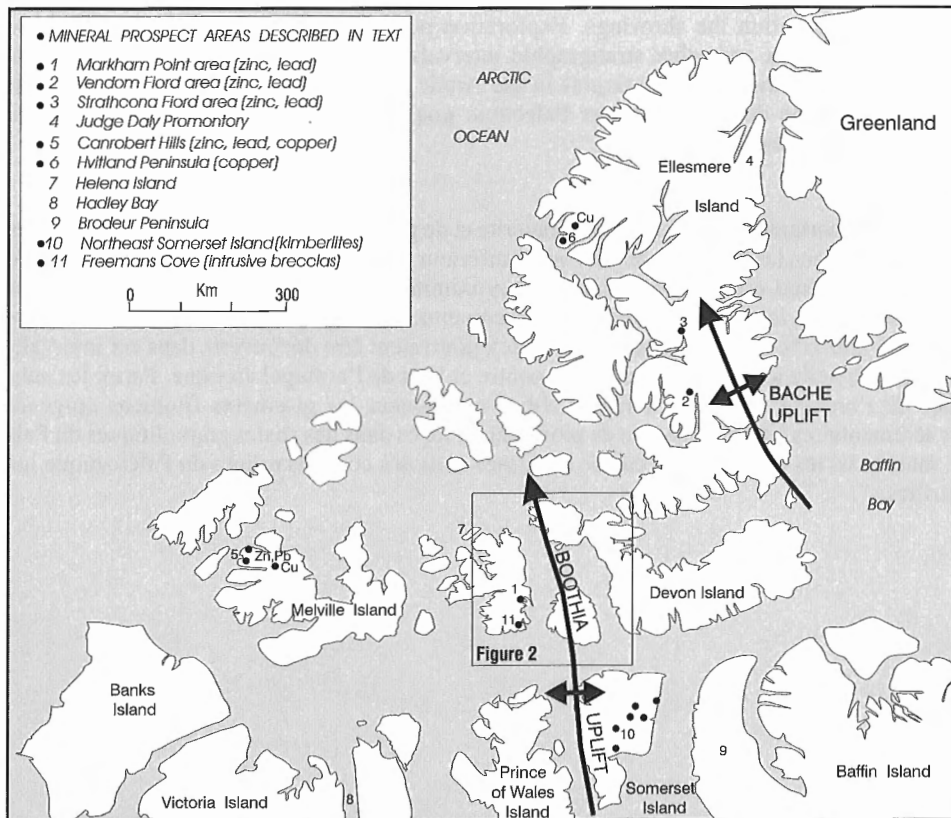 • MINERAL PROSPECT AREAS DESCRIBED IN TEXT
• 1 Markham Point area (zinc, lead)
• 2 Vendom Fiord area (zinc, lead)
• 3 Strathcona Fiord area (zinc, lead)
4 Judge Daly Promontory
• 5 Canrobert Hills (zinc, lead, copper)
• 6 Hvitland Peninsula (copper)
7 Helena Island
8 Hadley Bay
9 Brodeur Peninsula
• 10 Northeast Somerset Island (kimberlites)
• 11 Freemans Cove (intrusive breccias)
0 Km 300
ARCTIC
OCEAN
Greenland
Ellesmere
Island
4
Cu
6
3
2
BACHE
UPLIFT
Baffin
Bay
7
BOOTHIA
5
Zn,Pb
Cu
Melville Island
1
11
Figure 2
Devon Island
Banks
Island
UPLIFT
10
9
Baffin Island
Victoria Island
8
Prince
of Wales
Island
Somerset
Island